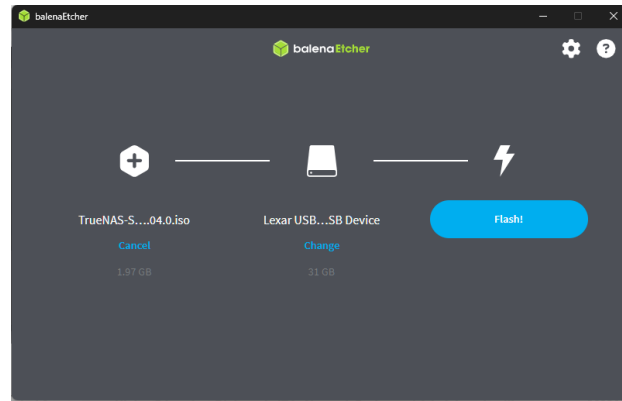 balenaEtcher
balenaEtcher
TrueNAS-S....04.0.iso
Lexar USB...SB Device
Flash!
Cancel
Change
1.97 GB
31 GB